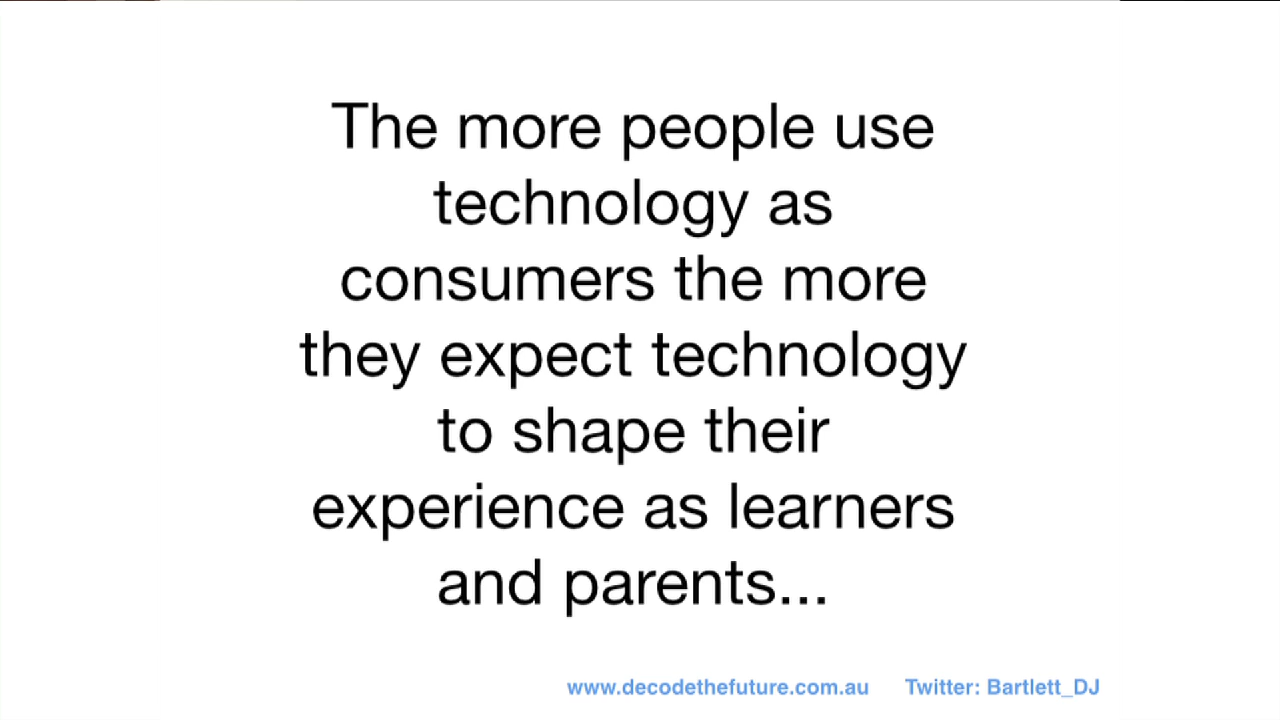 The more people use
technology as
consumers the more
they expect technology
to shape their
experience as learners
and parents...
www.decodethefuture.com.au Twitter: Bartlett_DJ